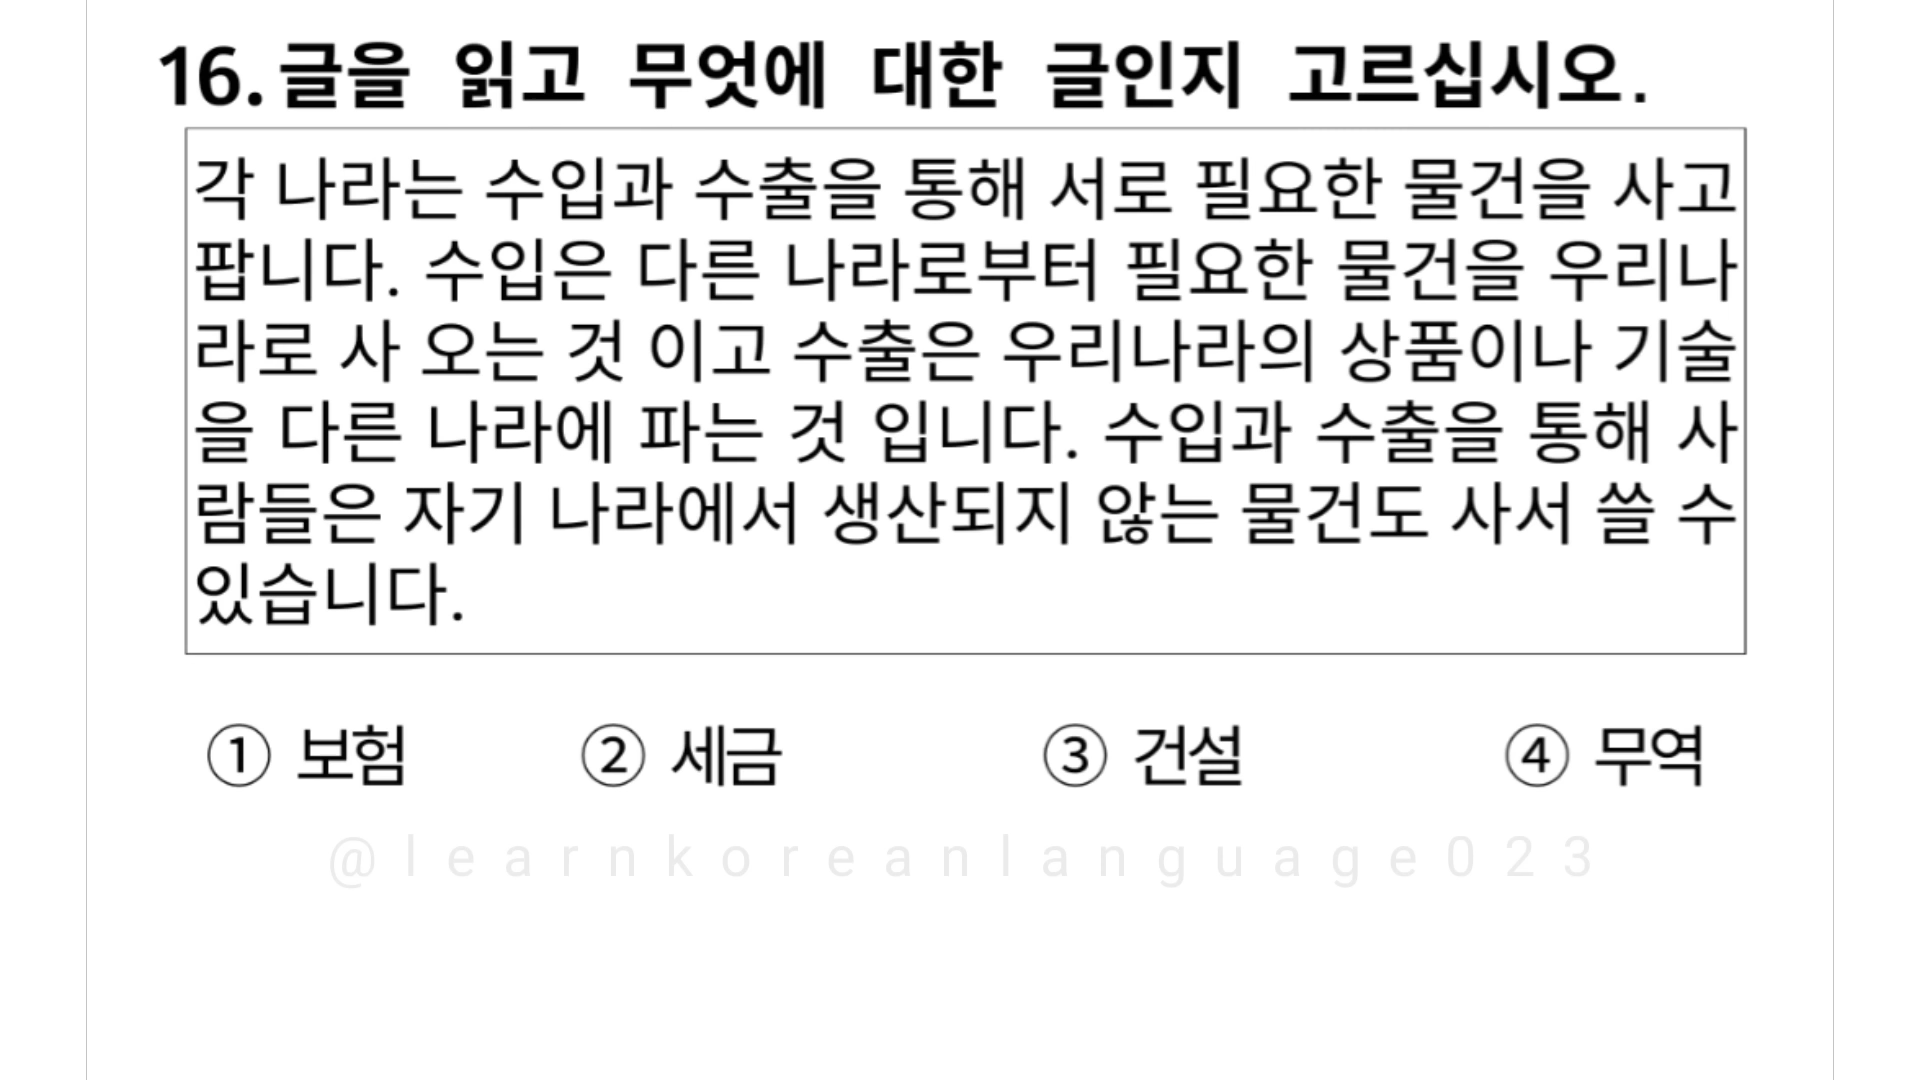 16. 글을 읽고 무엇에 대한 글인지 고르십시오.
각 나라는 수입과 수출을 통해 서로 필요한 물건을 사고
팝니다. 수입은 다른 나라로부터 필요한 물건을 우리나
라로 사 오는 것 이고 수출은 우리나라의 상품이나 기술
을 다른 나라에 파는 것 입니다. 수입과 수출을 통해 사
람들은 자기 나라에서 생산되지 않는 물건도 사서 쓸 수
있습니다.
① 보험 ② 세금 ③ 건설 ④ 무역
@learnkoreanlanguage023